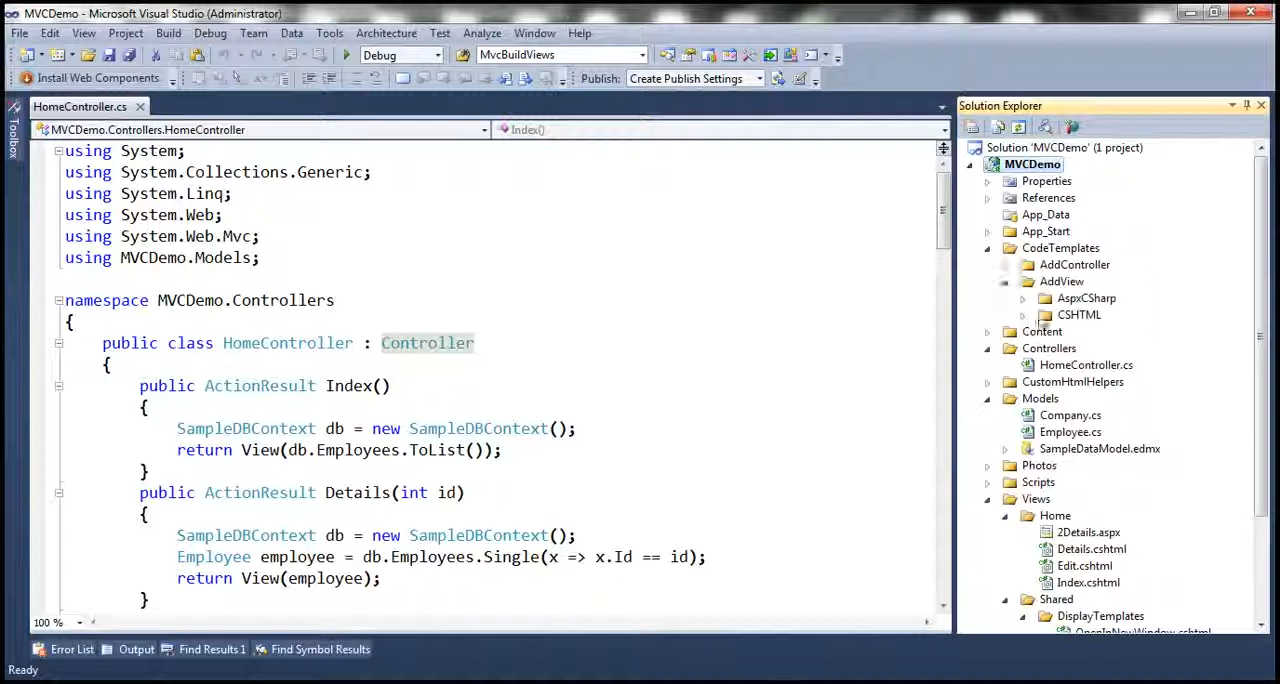 MVCDemo - Microsoft Visual Studio (Administrator)
File Edit View Project Build Debug Team Data Tools Architecture Test Analyze Window Help
Debug MvcBuildViews
Install Web Components Publish: Create Publish Settings
HomeController.cs
Solution Explorer
Toolbox
MVCDemo.Controllers.HomeController Index()
using System;
using System.Collections.Generic;
using System.Linq;
using System.Web;
using System.Web.Mvc;
using MVCDemo.Models;
namespace MVCDemo.Controllers
{
public class HomeController : Controller
{
public ActionResult Index()
{
SampleDBContext db = new SampleDBContext();
return View(db.Employees.ToList());
}
public ActionResult Details(int id)
{
SampleDBContext db = new SampleDBContext();
Employee employee = db.Employees.Single(x => x.Id == id);
return View(employee);
}
100 %
Solution 'MVCDemo' (1 project)
MVCDemo
Properties
References
App_Data
App_Start
CodeTemplates
AddController
AddView
AspxCSharp
CSHTML
Content
Controllers
HomeController.cs
CustomHtmlHelpers
Models
Company.cs
Employee.cs
SampleDataModel.edmx
Photos
Scripts
Views
Home
2Details.aspx
Details.cshtml
Edit.cshtml
Index.cshtml
Shared
DisplayTemplates
OpenInNewWindow.cshtml
Error List Output Find Results 1 Find Symbol Results
Ready